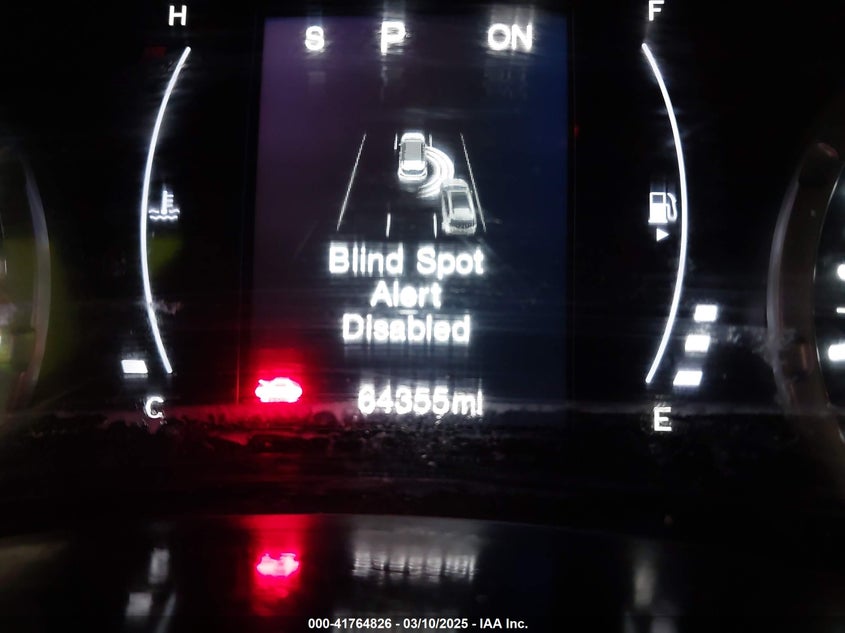 H
F
S P ON
Blind Spot
Alert
Disabled
64355mi
C
E
000-41764826 - 03/10/2025 - IAA Inc.